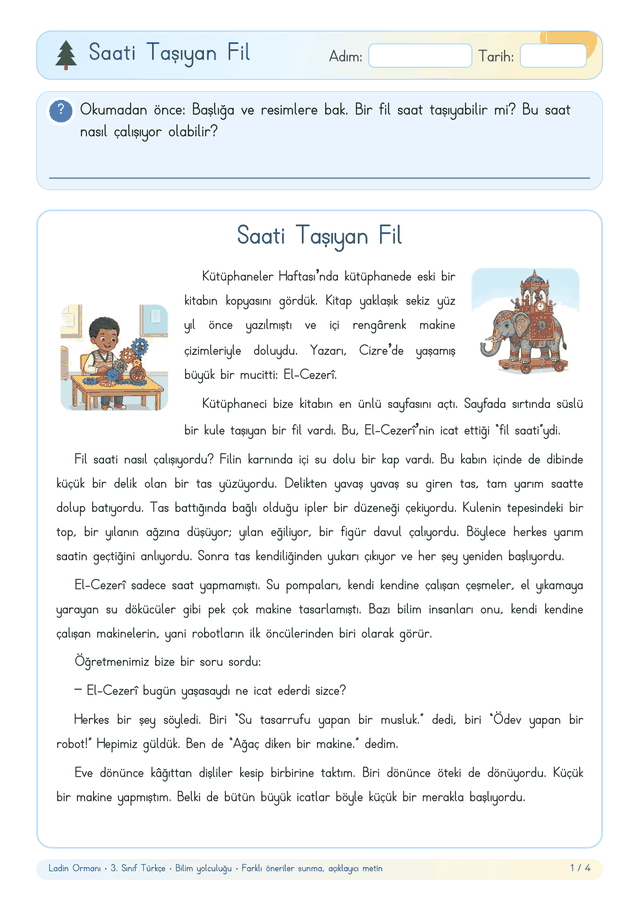 Saati Taşıyan Fil
Adım:
Tarih:
? Okumadan önce: Başlığa ve resimlere bak. Bir fil saat taşıyabilir mi? Bu saat
nasıl çalışıyor olabilir?
Saati Taşıyan Fil
Kütüphaneler Haftası'nda kütüphanede eski bir
kitabın kopyasını gördük. Kitap yaklaşık sekiz yüz
yıl önce yazılmıştı ve içi rengârenk makine
çizimleriyle doluydu. Yazarı, Cizre'de yaşamış
büyük bir mucitti: El-Cezerî.
Kütüphaneci bize kitabın en ünlü sayfasını açtı. Sayfada sırtında süslü
bir kule taşıyan bir fil vardı. Bu, El-Cezerî'nin icat ettiği "fil saati"ydi.
Fil saati nasıl çalışıyordu? Filin karnında içi su dolu bir kap vardı. Bu kabın içinde de dibinde
küçük bir delik olan bir tas yüzüyordu. Delikten yavaş yavaş su giren tas, tam yarım saatte
dolup batıyordu. Tas battığında bağlı olduğu ipler bir düzeneği çekiyordu. Kulenin tepesindeki bir
top, bir yılanın ağzına düşüyor; yılan eğiliyor, bir figür davul çalıyordu. Böylece herkes yarım
saatin geçtiğini anlıyordu. Sonra tas kendiliğinden yukarı çıkıyor ve her şey yeniden başlıyordu.
El-Cezerî sadece saat yapmamıştı. Su pompaları, kendi kendine çalışan çeşmeler, el yıkamaya
yarayan su dökücüler gibi pek çok makine tasarlamıştı. Bazı bilim insanları onu, kendi kendine
çalışan makinelerin, yani robotların ilk öncülerinden biri olarak görür.
Öğretmenimiz bize bir soru sordu:
– El-Cezerî bugün yaşasaydı ne icat ederdi sizce?
Herkes bir şey söyledi. Biri "Su tasarrufu yapan bir musluk." dedi, biri "Ödev yapan bir
robot!" Hepimiz güldük. Ben de "Ağaç diken bir makine." dedim.
Eve dönünce kâğıttan dişliler kesip birbirine taktım. Biri dönünce öteki de dönüyordu. Küçük
bir makine yapmıştım. Belki de bütün büyük icatlar böyle küçük bir merakla başlıyordu.
Ladin Ormanı • 3. Sınıf Türkçe • Bilim yolculuğu • Farklı öneriler sunma, açıklayıcı metin
1 / 4